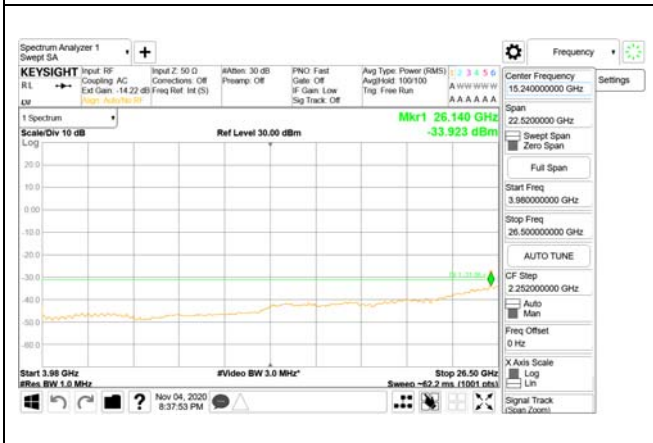 Spectrum Analyzer 1
Swept SA
+
Frequency
KEYSIGHT Input: RF Input Z: 50 Ω #Atten: 30 dB PNO: Fast Avg Type: Power (RMS) 1 2 3 4 5 6
RL Coupling: AC Corrections: Off Preamp: Off Gate: Off Avg|Hold: 100/100 A W W W W W
Ext Gain: -14.22 dB Freq Ref: Int (S) IF Gain: Low Trig: Free Run
Align: Auto/No RF Sig Track: Off A A A A A A
1 Spectrum
Mkr1 26.140 GHz
Scale/Div 10 dB Ref Level 30.00 dBm -33.923 dBm
Log
20.0
10.0
0.00
-10.0
-20.0
-30.0
-40.0
-50.0
-60.0
Start 3.98 GHz #Video BW 3.0 MHz* Stop 26.50 GHz
#Res BW 1.0 MHz Sweep ~62.2 ms (1001 pts)
? Nov 04, 2020
8:37:53 PM
Center Frequency
15.240000000 GHz
Settings
Span
22.5200000 GHz
Swept Span
Zero Span
Full Span
Start Freq
3.980000000 GHz
Stop Freq
26.500000000 GHz
AUTO TUNE
CF Step
2.252000000 GHz
Auto
Man
Freq Offset
0 Hz
X Axis Scale
Log
Lin
Signal Track
(Span Zoom)